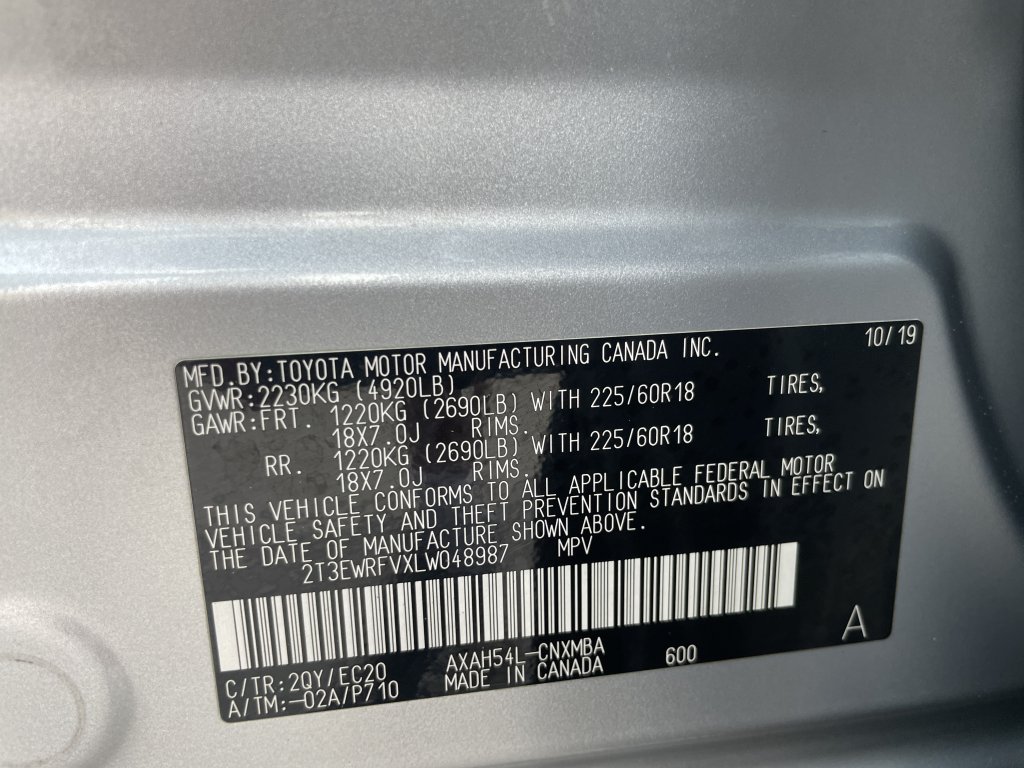 10/19
MFD.BY:TOYOTA MOTOR MANUFACTURING CANADA INC.
GVWR:2230KG (4920LB)
GAWR:FRT. 1220KG (2690LB) WITH 225/60R18 TIRES,
18X7.0J RIMS.
RR. 1220KG (2690LB) WITH 225/60R18 TIRES,
18X7.0J RIMS.
THIS VEHICLE CONFORMS TO ALL APPLICABLE FEDERAL MOTOR
VEHICLE SAFETY AND THEFT PREVENTION STANDARDS IN EFFECT ON
THE DATE OF MANUFACTURE SHOWN ABOVE.
2T3EWRFVXLW048987 MPV
A
C/TR:2QY/EC20 AXAH54L-CNXMBA 600
A/TM:-02A/P710 MADE IN CANADA